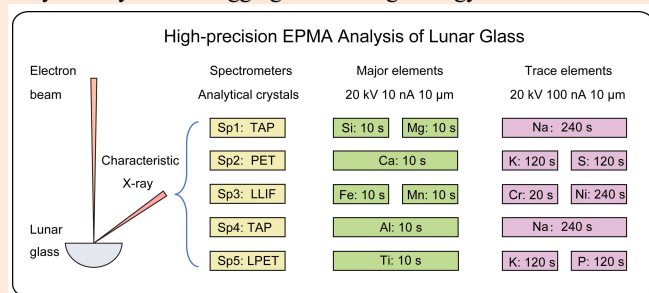 High-precision EPMA Analysis of Lunar Glass
Electron
beam
Characteristic
X-ray
Lunar
glass
Spectrometers
Analytical crystals
Sp1: TAP
Sp2: PET
Sp3: LLIF
Sp4: TAP
Sp5: LPET
Major elements
20 kV 10 nA 10 μm
Si: 10 s Mg: 10 s
Ca: 10 s
Fe: 10 s Mn: 10 s
Al: 10 s
Ti: 10 s
Trace elements
20 kV 100 nA 10 μm
Na: 240 s
K: 120 s S: 120 s
Cr: 20 s Ni: 240 s
Na: 240 s
K: 120 s P: 120 s